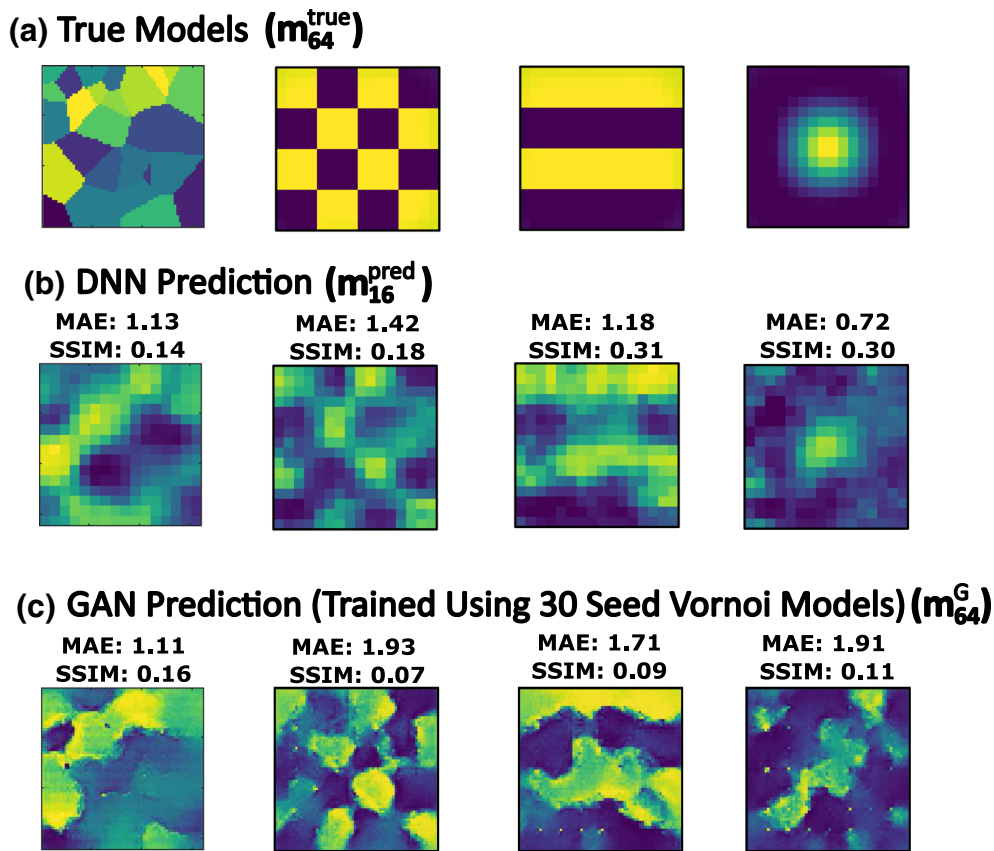 (a) True Models (m₆₄ᵗʳᵘᵉ)
(b) DNN Prediction (m₁₆ᵖʳᵉᵈ)
MAE: 1.13 MAE: 1.42 MAE: 1.18 MAE: 0.72
SSIM: 0.14 SSIM: 0.18 SSIM: 0.31 SSIM: 0.30
(c) GAN Prediction (Trained Using 30 Seed Vornoi Models) (m₆₄ᴳ)
MAE: 1.11 MAE: 1.93 MAE: 1.71 MAE: 1.91
SSIM: 0.16 SSIM: 0.07 SSIM: 0.09 SSIM: 0.11